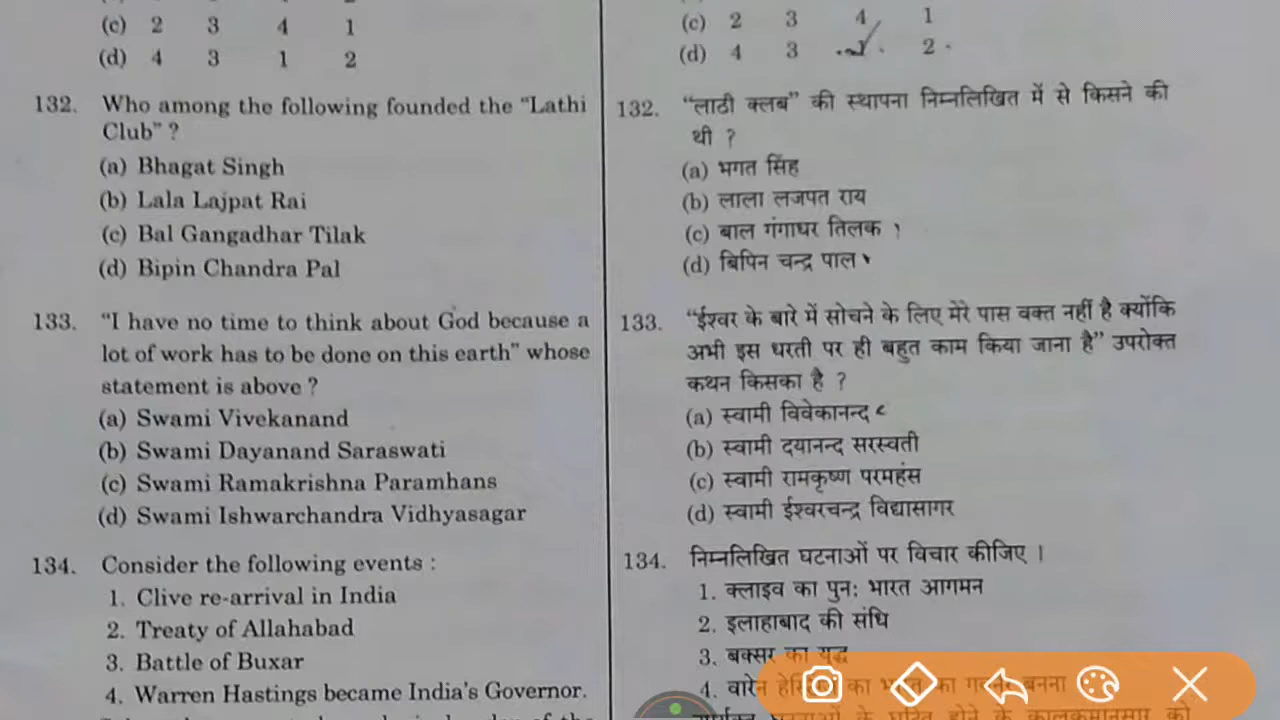 (c) 2 3 4 1
(d) 4 3 1 2
132. Who among the following founded the “Lathi
Club” ?
(a) Bhagat Singh
(b) Lala Lajpat Rai
(c) Bal Gangadhar Tilak
(d) Bipin Chandra Pal
133. “I have no time to think about God because a
lot of work has to be done on this earth” whose
statement is above ?
(a) Swami Vivekanand
(b) Swami Dayanand Saraswati
(c) Swami Ramakrishna Paramhans
(d) Swami Ishwarchandra Vidhyasagar
134. Consider the following events :
1. Clive re-arrival in India
2. Treaty of Allahabad
3. Battle of Buxar
4. Warren Hastings became India’s Governor.
(c) 2 3 4 1
(d) 4 3 1 2
132. “लाठी क्लब” की स्थापना निम्नलिखित में से किसने की
थी ?
(a) भगत सिंह
(b) लाला लजपत राय
(c) बाल गंगाधर तिलक
(d) बिपिन चन्द्र पाल
133. “ईश्वर के बारे में सोचने के लिए मेरे पास वक्त नहीं है क्योंकि
अभी इस धरती पर ही बहुत काम किया जाना है” उपरोक्त
कथन किसका है ?
(a) स्वामी विवेकानन्द
(b) स्वामी दयानन्द सरस्वती
(c) स्वामी रामकृष्ण परमहंस
(d) स्वामी ईश्वरचन्द्र विद्यासागर
134. निम्नलिखित घटनाओं पर विचार कीजिए ।
1. क्लाइव का पुनः भारत आगमन
2. इलाहाबाद की संधि
3. बक्सर का युद्ध
4. वारेन का भारत का बनना